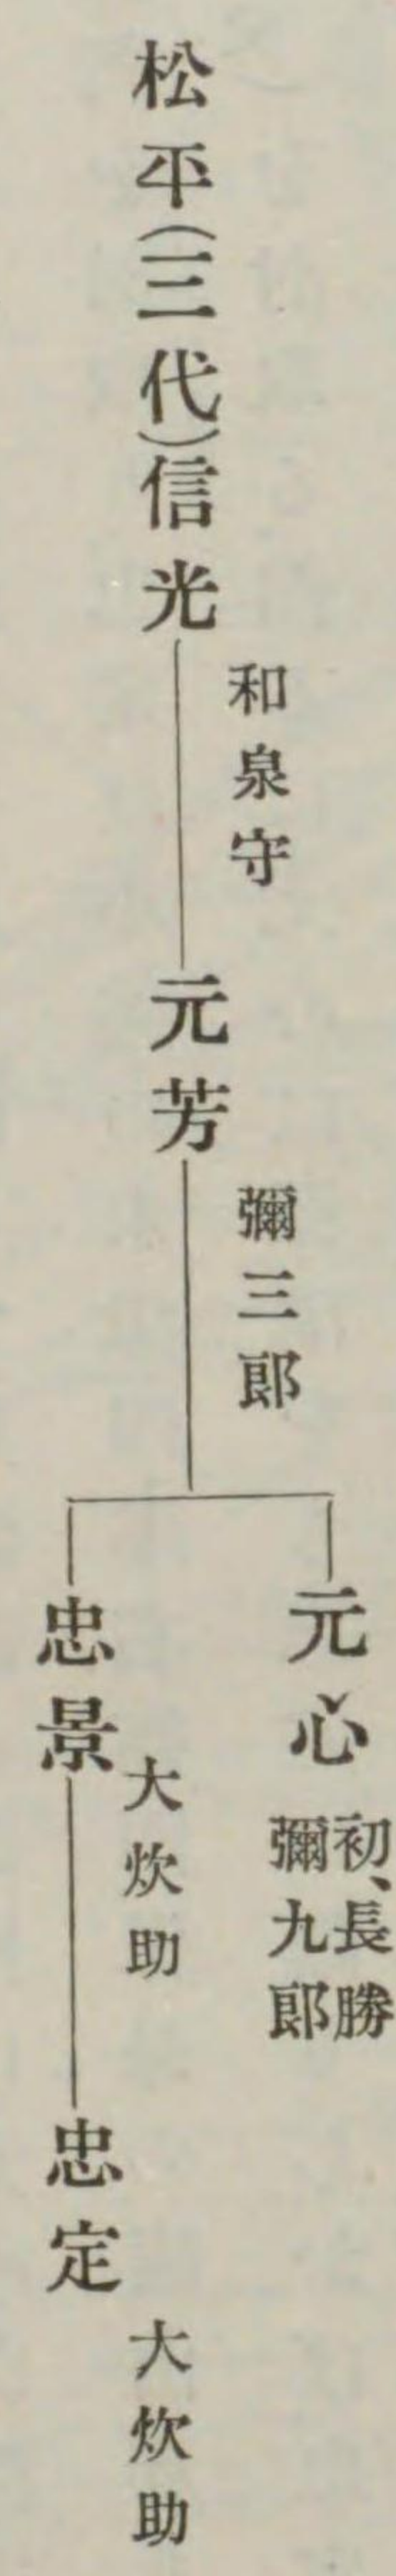 松平(三代)信光
和泉守
元芳
彌三郎
元心
初、長勝
彌九郎
忠景
大炊助
忠定
大炊助